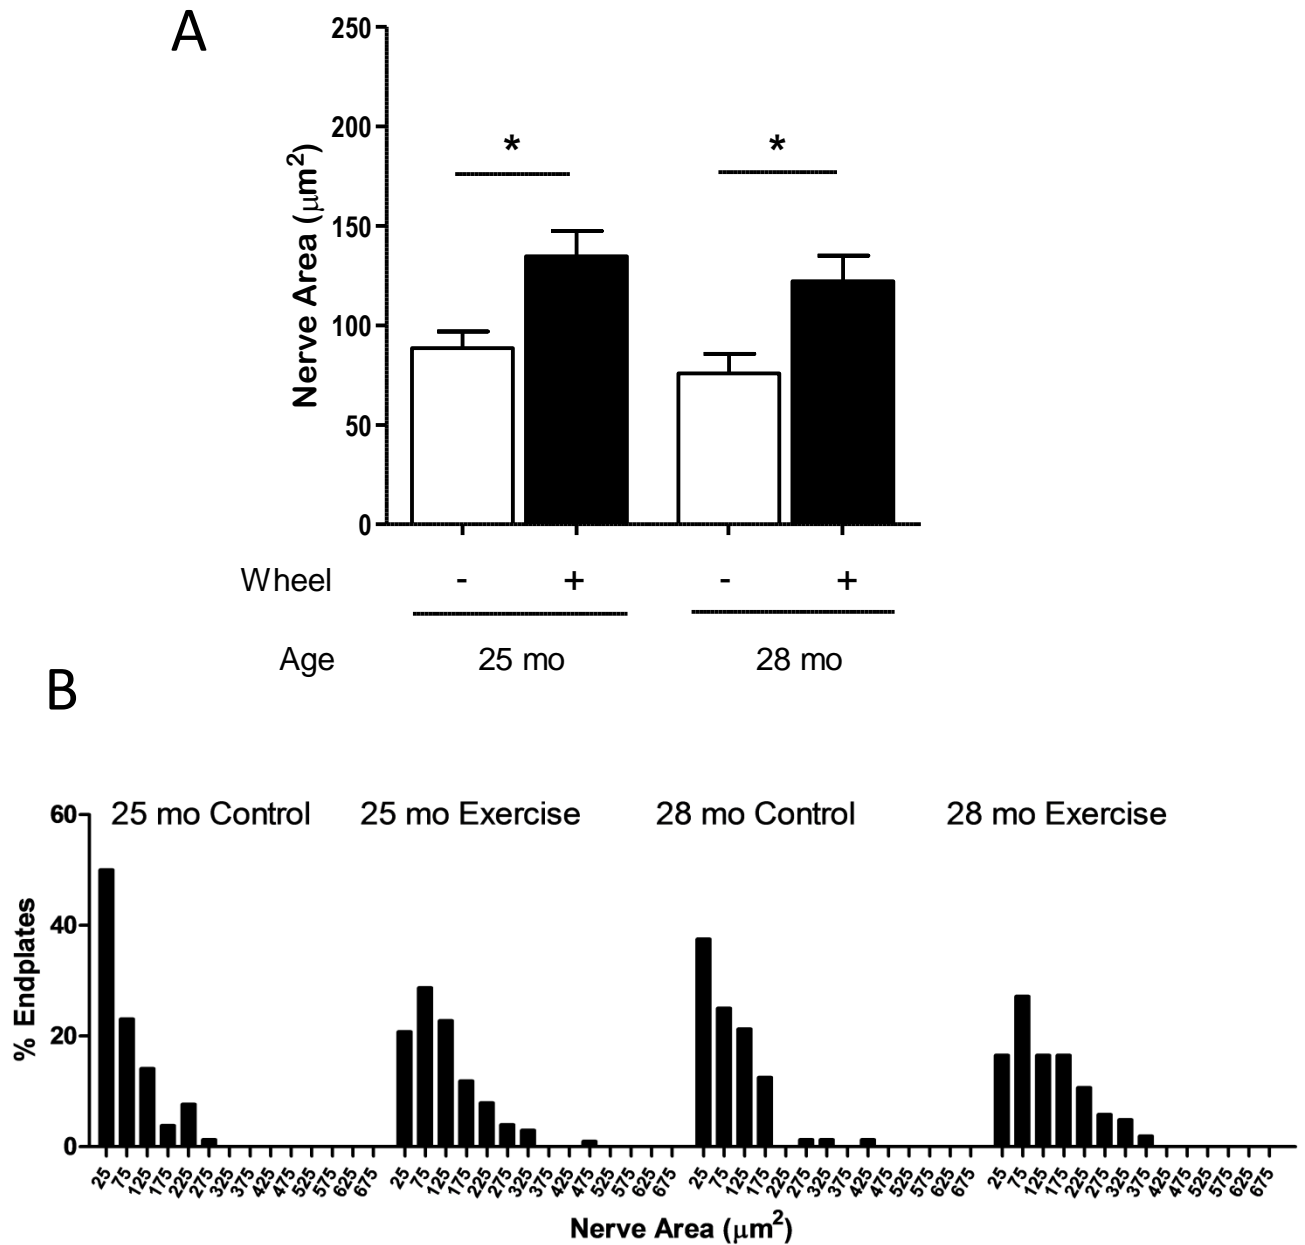 A
250
200
150
100
50
0
Nerve Area (μm²)
* *
Wheel - + - +
Age 25 mo 28 mo
B
25 mo Control 25 mo Exercise 28 mo Control 28 mo Exercise
60
40
20
0
% Endplates
25 75 125 175 225 275 325 375 425 475 525 575 625 675 25 75 125 175 225 275 325 375 425 475 525 575 625 675 25 75 125 175 225 275 325 375 425 475 525 575 625 675 25 75 125 175 225 275 325 375 425 475 525 575 625 675
Nerve Area (μm²)